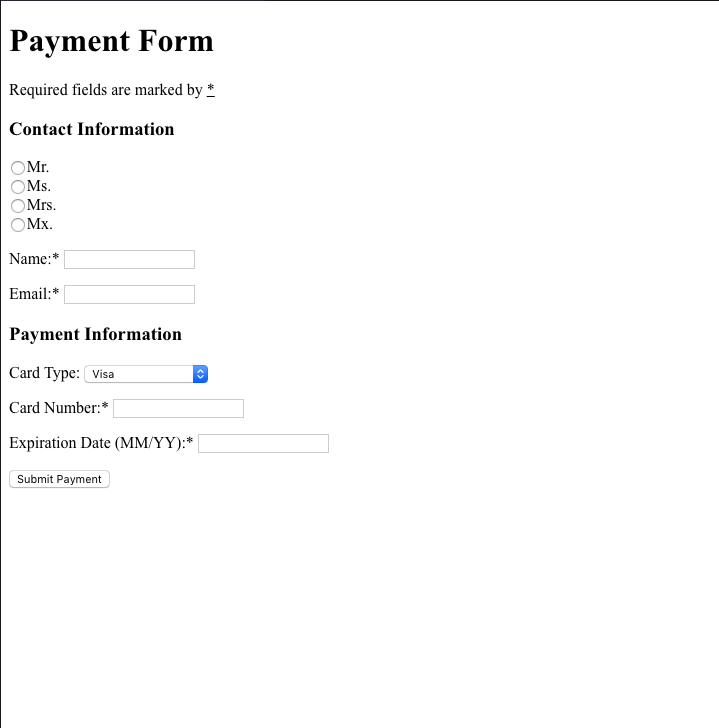 Payment Form
Required fields are marked by *
Contact Information
Mr.
Ms.
Mrs.
Mx.
Name:*
Email:*
Payment Information
Card Type: Visa
Card Number:*
Expiration Date (MM/YY):*
Submit Payment